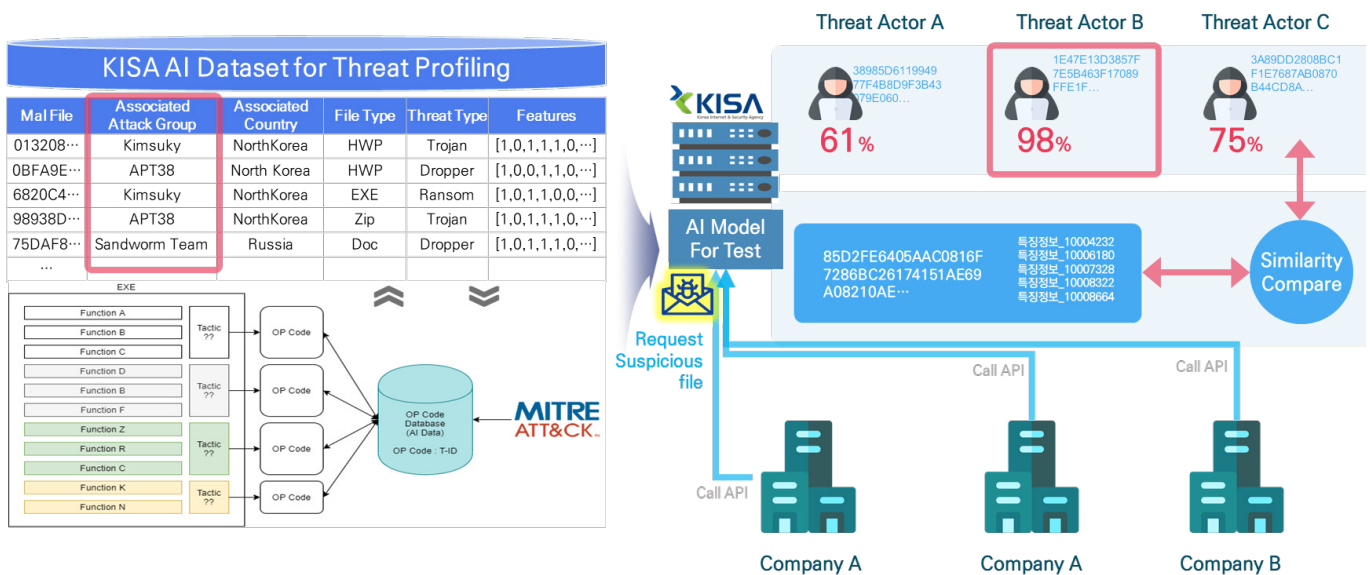 KISA AI Dataset for Threat Profiling
Mal File
Associated
Attack Group
Associated
Country
File Type
Threat Type
Features
013208…
Kimsuky
NorthKorea
HWP
Trojan
[1,0,1,1,1,0,…]
0BFA9E…
APT38
North Korea
HWP
Dropper
[1,0,0,1,1,0,…]
6820C4…
Kimsuky
NorthKorea
EXE
Ransom
[1,0,1,1,0,0,…]
98938D…
APT38
NorthKorea
Zip
Trojan
[1,0,1,1,1,0,…]
75DAF8…
Sandworm Team
Russia
Doc
Dropper
[1,0,1,1,1,0,…]
…
EXE
Function A
Function B
Function C
Function D
Function B
Function F
Function Z
Function R
Function C
Function K
Function N
Tactic
??
Tactic
??
Tactic
??
Tactic
??
OP Code
OP Code
OP Code
OP Code
OP Code
Database
(AI Data)
OP Code : T-ID
MITRE
ATT&CK™
Threat Actor A
Threat Actor B
Threat Actor C
38985D6119949
77F4B8D9F3B43
079E060…
61%
1E47E13D3857F
7E5B463F17089
FFE1F…
98%
3A89DD2808BC1
F1E7687AB0870
B44CD8A…
75%
KISA
Korea Internet & Security Agency
AI Model
For Test
85D2FE6405AAC0816F
7286BC26174151AE69
A08210AE…
특징정보_10004232
특징정보_10006180
특징정보_10007328
특징정보_10008322
특징정보_10008664
Similarity
Compare
Request
Suspicious
file
Call API
Call API
Call API
Company A
Company A
Company B